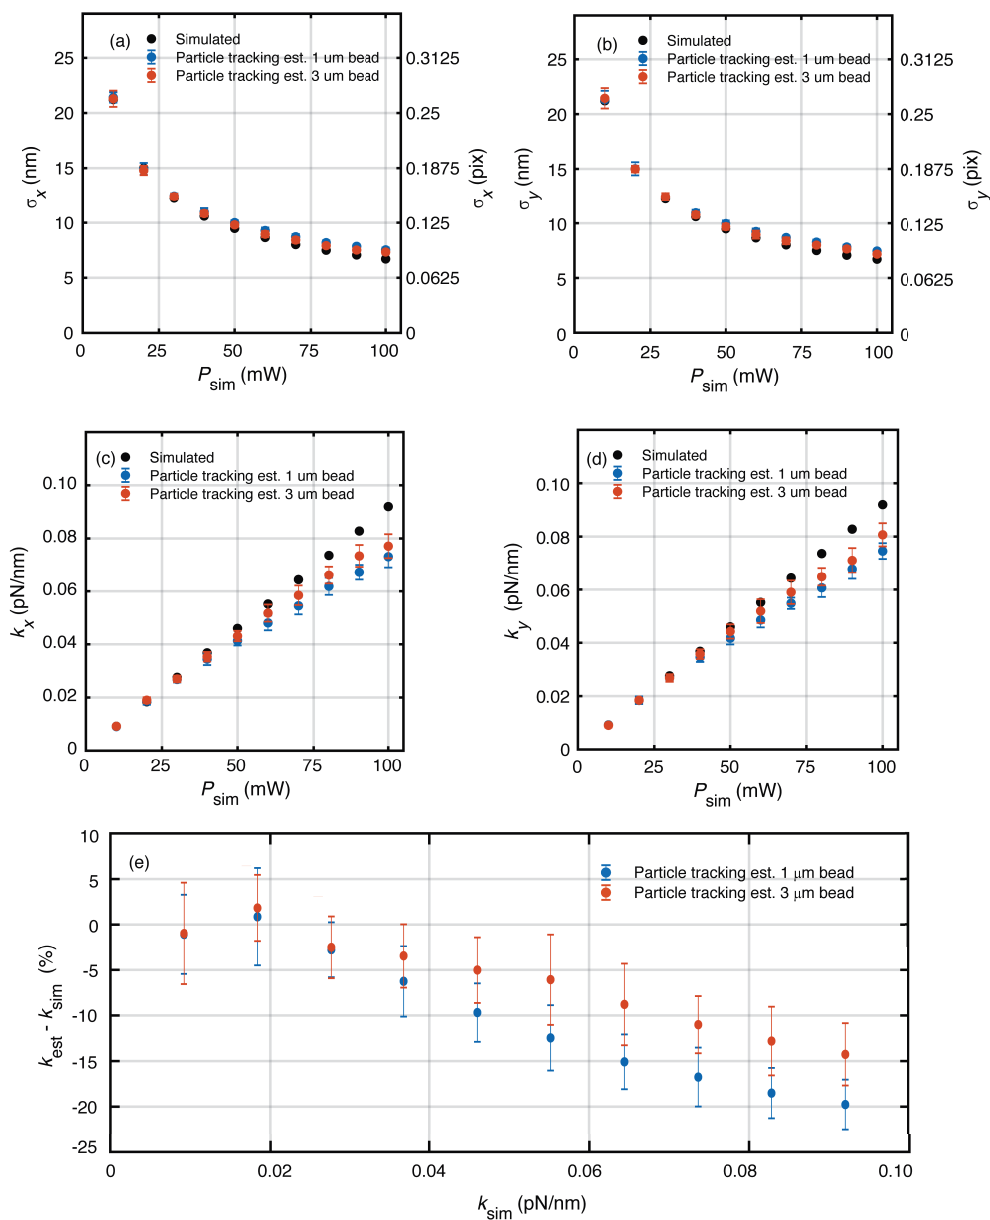 (a)
Simulated
Particle tracking est. 1 um bead
Particle tracking est. 3 um bead
25
20
15
10
5
0
σx (nm)
0.3125
0.25
0.1875
0.125
0.0625
0
σx (pix)
0 25 50 75 100
Psim (mW)
(b)
Simulated
Particle tracking est. 1 um bead
Particle tracking est. 3 um bead
25
20
15
10
5
0
σy (nm)
0.3125
0.25
0.1875
0.125
0.0625
0
σy (pix)
0 25 50 75 100
Psim (mW)
(c)
Simulated
Particle tracking est. 1 um bead
Particle tracking est. 3 um bead
0.10
0.08
0.06
0.04
0.02
0
kx (pN/nm)
0 25 50 75 100
Psim (mW)
(d)
Simulated
Particle tracking est. 1 um bead
Particle tracking est. 3 um bead
0.10
0.08
0.06
0.04
0.02
0
ky (pN/nm)
0 25 50 75 100
Psim (mW)
(e)
Particle tracking est. 1 μm bead
Particle tracking est. 3 μm bead
10
5
0
-5
-10
-15
-20
-25
kest - ksim (%)
0 0.02 0.04 0.06 0.08 0.10
ksim (pN/nm)